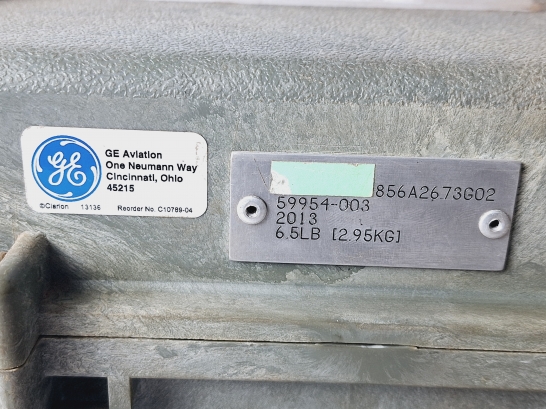 GE
GE Aviation
One Neumann Way
Cincinnati, Ohio
45215
©Clarion 13136 Reorder No. C10789-04
856A2673G02
59954-003
2013
6.5LB [2.95KG]